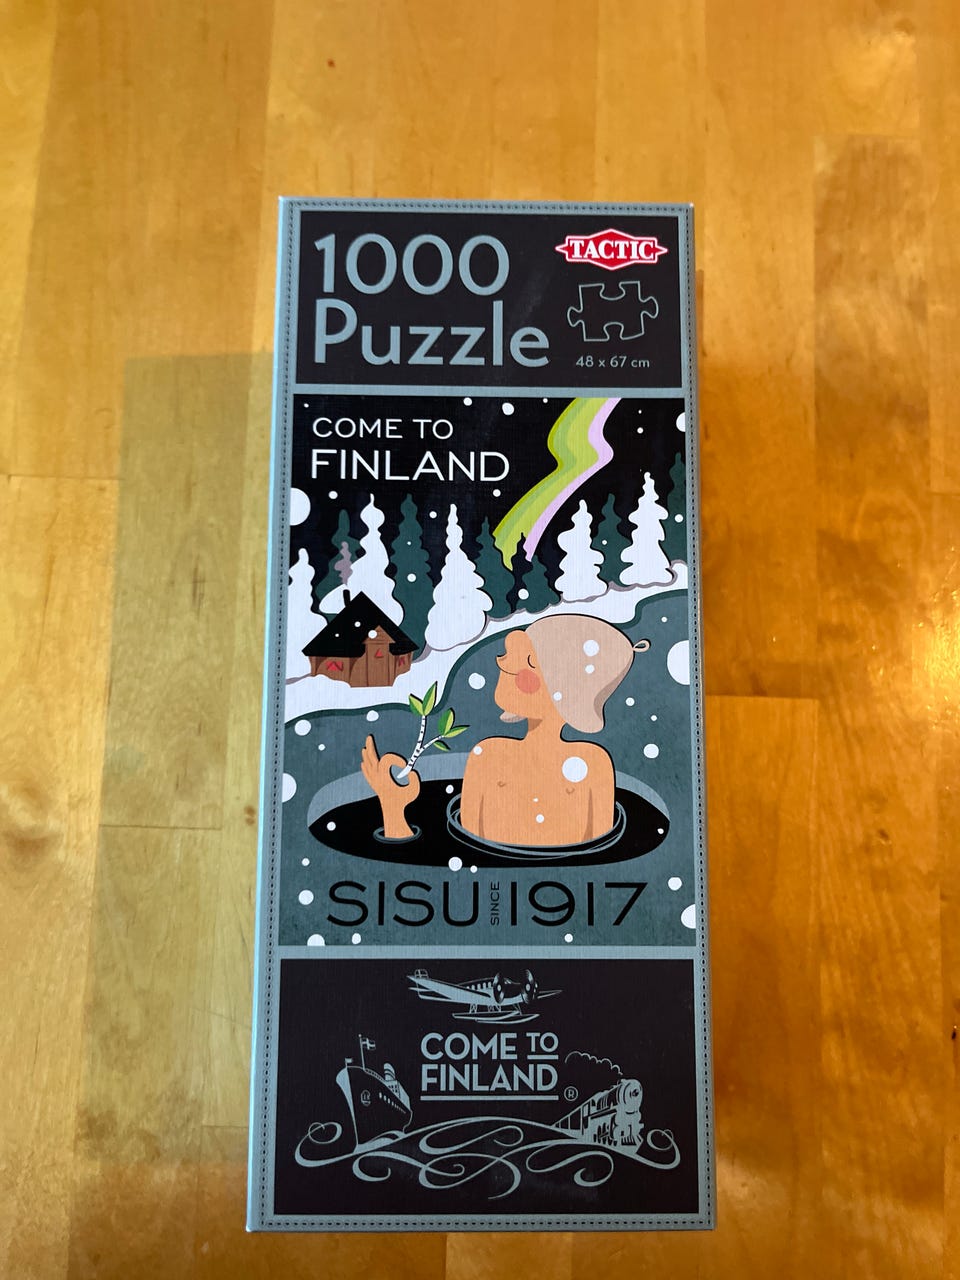 1000
Puzzle
TACTIC
48 x 67 cm
COME TO
FINLAND
SISU SINCE 1917
COME TO
FINLAND
®